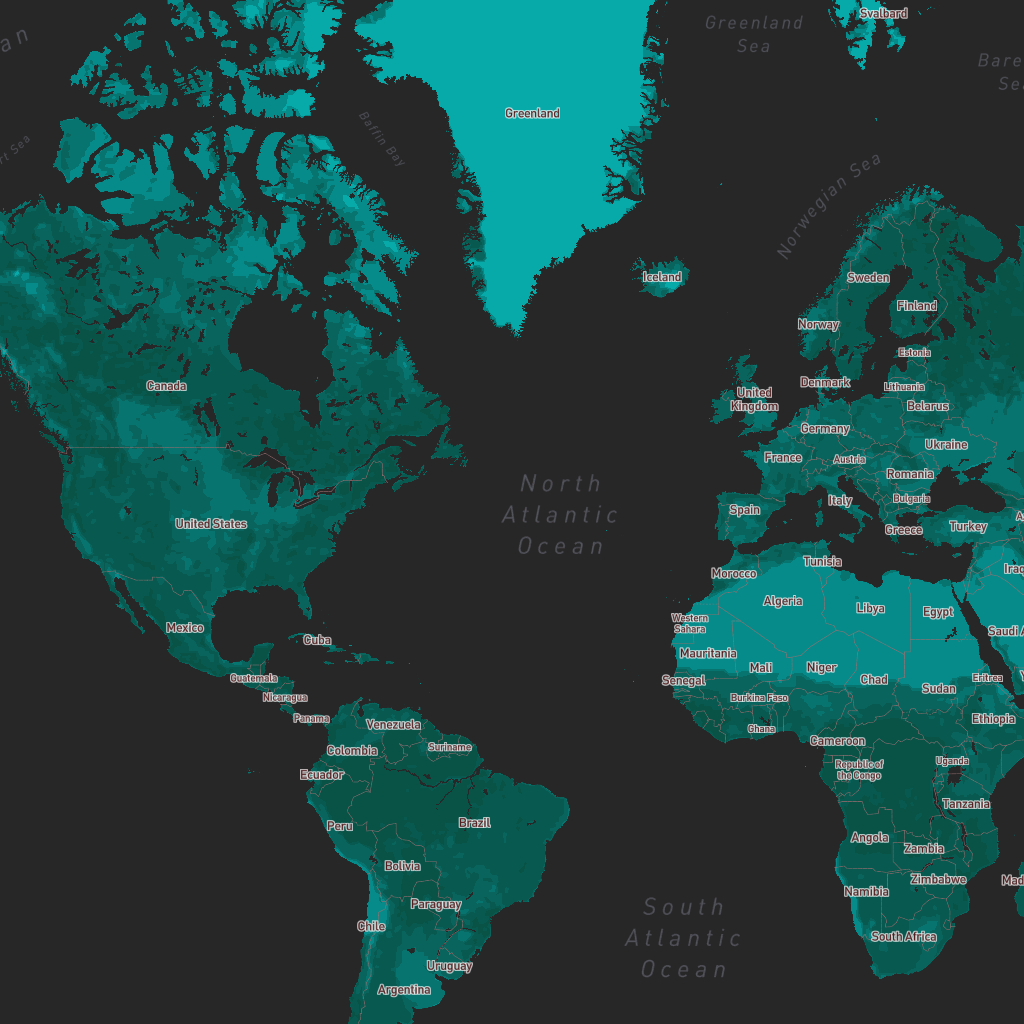 Svalbard
Greenland
Sea
an
Bare
Sea
Greenland
Baffin Bay
rt Sea
Norwegian Sea
Iceland
Sweden
Finland
Norway
Estonia
Denmark
Lithuania
Canada
United
Kingdom
Belarus
Germany
Ukraine
France
Austria
Romania
North
Atlantic
Ocean
Bulgaria
Italy
Spain
United States
Turkey
Greece
Tunisia
Iraq
Morocco
Algeria
Libya
Egypt
Western
Sahara
Mexico
Saudi A
Cuba
Mauritania
Mali
Niger
Guatemala
Senegal
Chad
Eritrea
Sudan
Nicaragua
Burkina Faso
Panama
Ethiopia
Venezuela
Ghana
Cameroon
Suriname
Colombia
Uganda
Republic of
the Congo
Ecuador
Tanzania
Brazil
Peru
Angola
Zambia
Bolivia
Zimbabwe
Mad
Namibia
Paraguay
South
Atlantic
Ocean
Chile
South Africa
Uruguay
Argentina